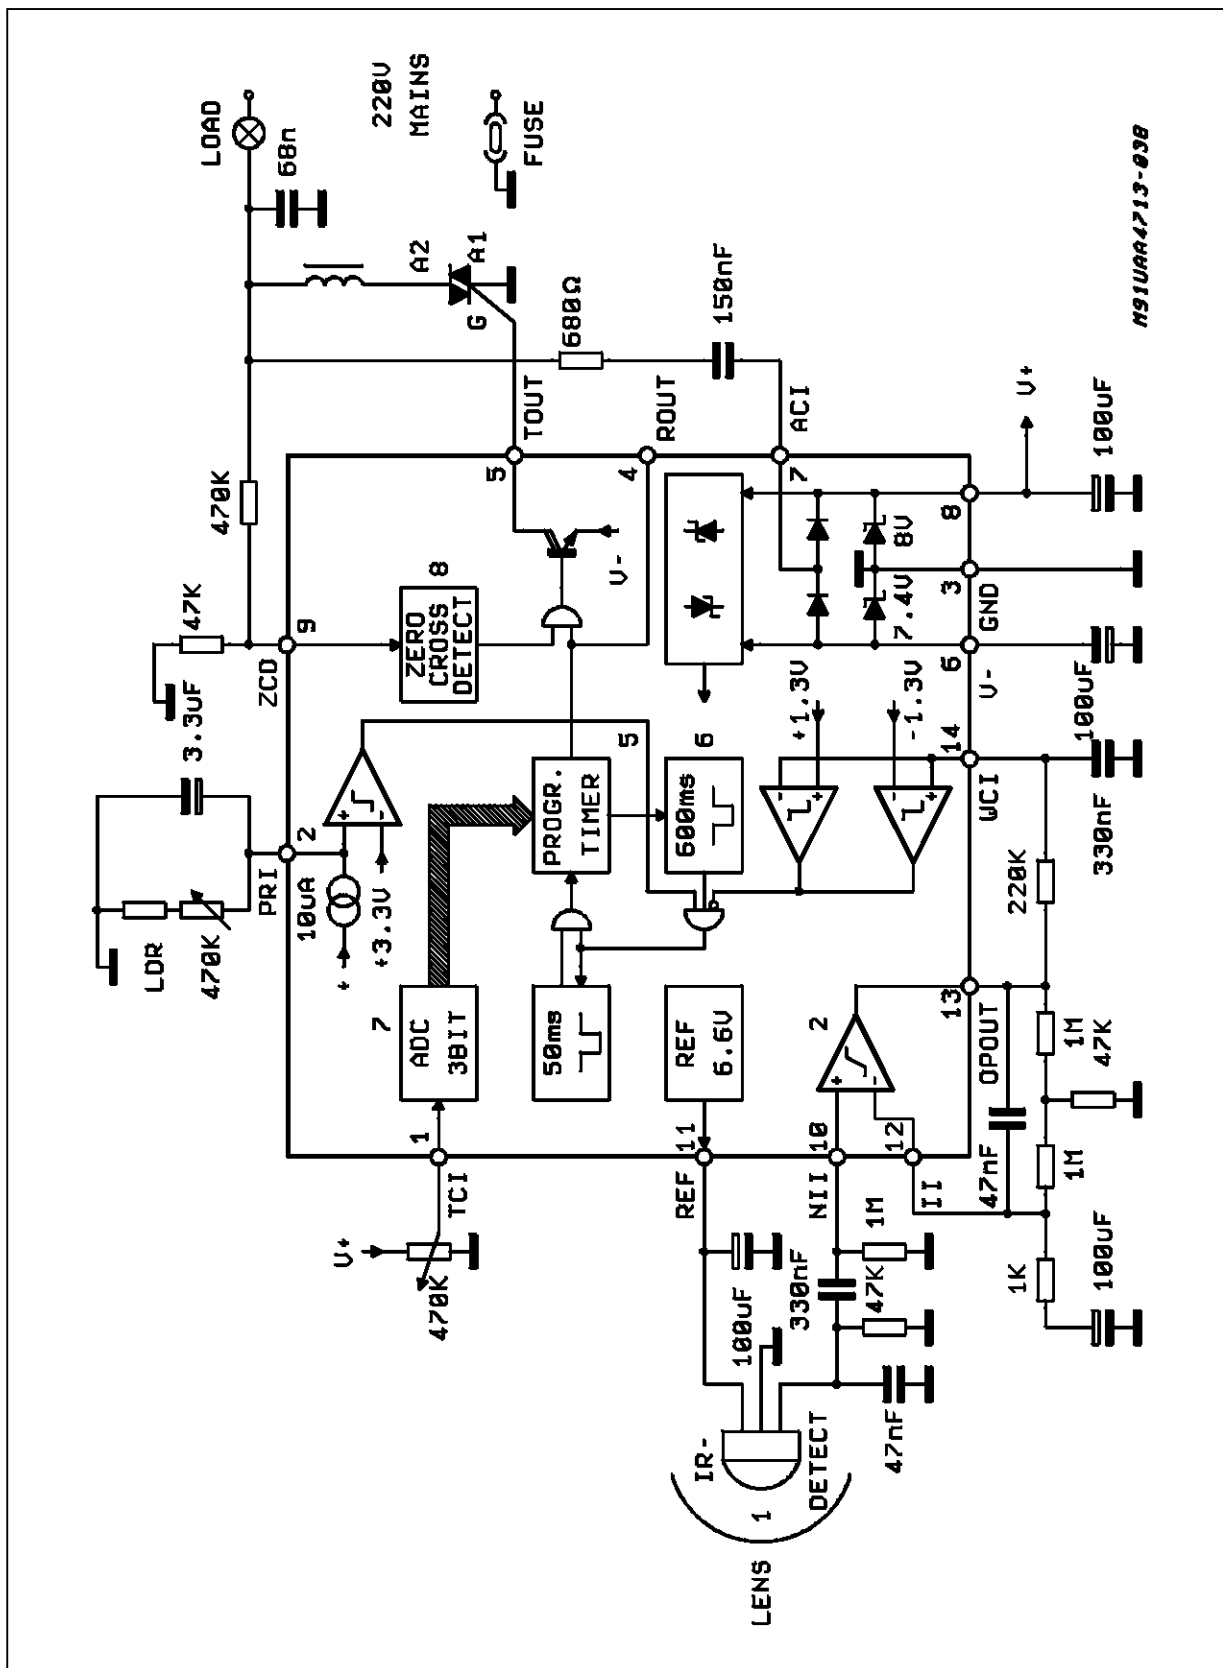 LENS
1
IR-
DETECT
V+
470K
TCI
1
REF
11
100uF
NII
10
330nF
47K
1M
47nF
II
12
47nF
OPOUT
13
1K
100uF
1M
1M
47K
220K
330nF
WCI
14
LDR
470K
3.3uF
PRI
2
10uA
+
+3.3V
+
-
7
ADC
3BIT
50ms
REF
6.6V
2
+
-
PROGR.
TIMER
5
6
600ms
+1.3V
-1.3V
-
+
-
+
47K
470K
ZCD
9
8
ZERO
CROSS
DETECT
V-
5
TOUT
4
ROUT
7
ACI
7.4V
8V
6
V-
3
GND
8
100uF
100uF
V+
680Ω
150nF
G
A2
A1
68n
LOAD
220V
MAINS
FUSE
M91UAA4713-03B